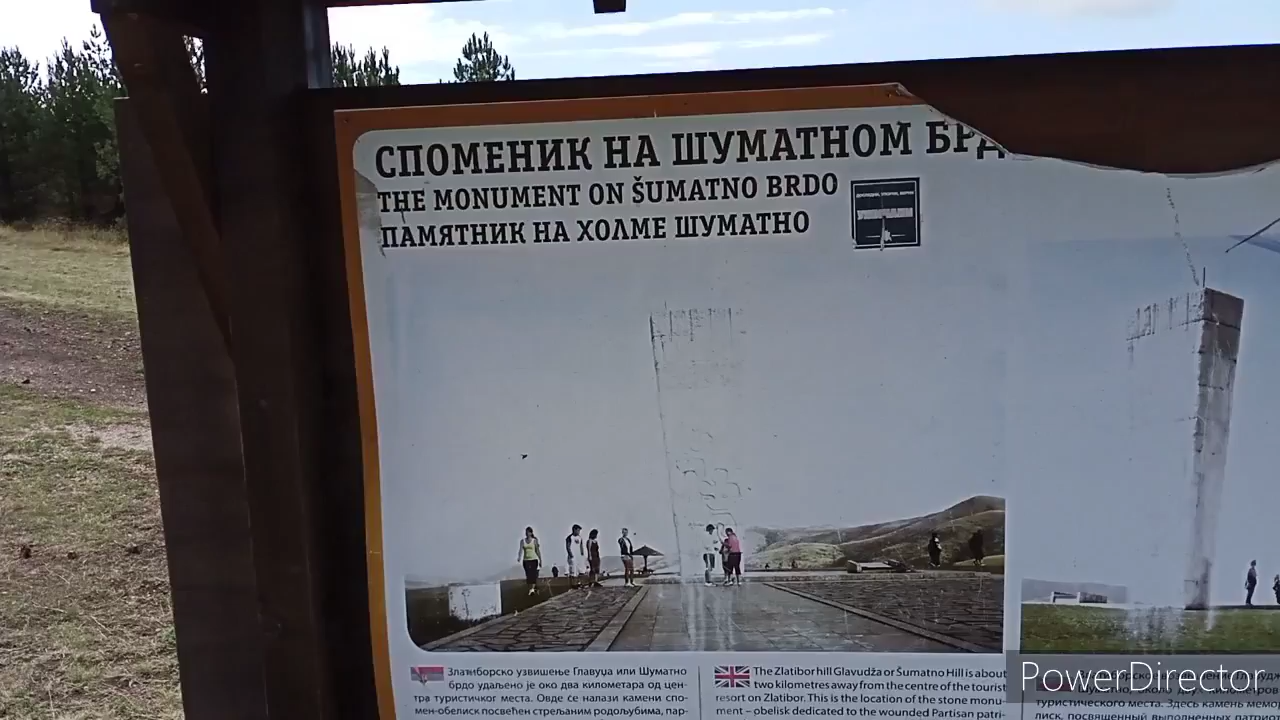 СПОМЕНИК НА ШУМАТНОМ БРД
THE MONUMENT ON ŠUMATNO BRDO
ПАМЯТНИК НА ХОЛМЕ ШУМАТНО
Златиборско узвишење Главуџа или Шуматно
брдо удаљено је око два километара од цен-
тра туристичког места. Овде се налази камени спо-
мен-обелиск посвећен стрељаним родољубима, пар-
The Zlatibor hill Glavudža or Šumatno Hill is about
two kilometres away from the centre of the tourist
resort on Zlatibor. This is the location of the stone monu-
ment – obelisk dedicated to the wounded Partisan patri-
туристического места. Здесь камень мемо
лиск, посвященный
PowerDirector